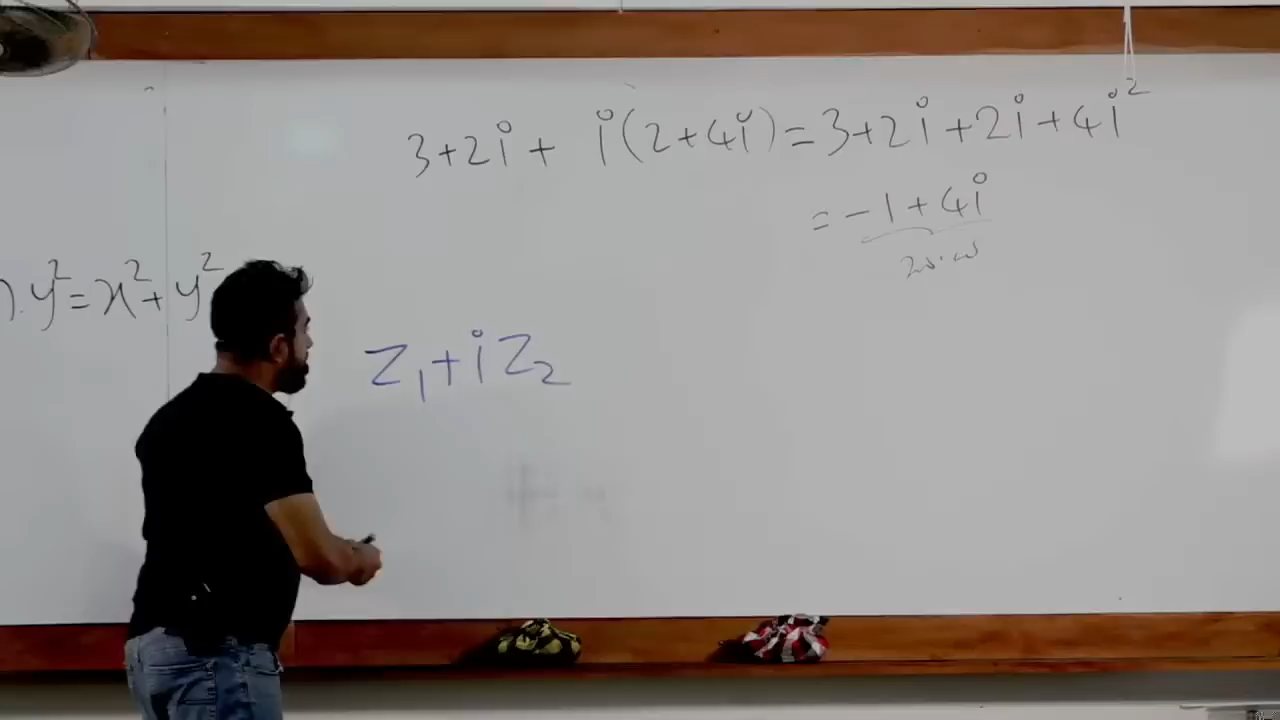 3+2i + i(2+4i) = 3+2i+2i+4i²
= -1+4i
.y²=x²+y²
Z₁+iZ₂